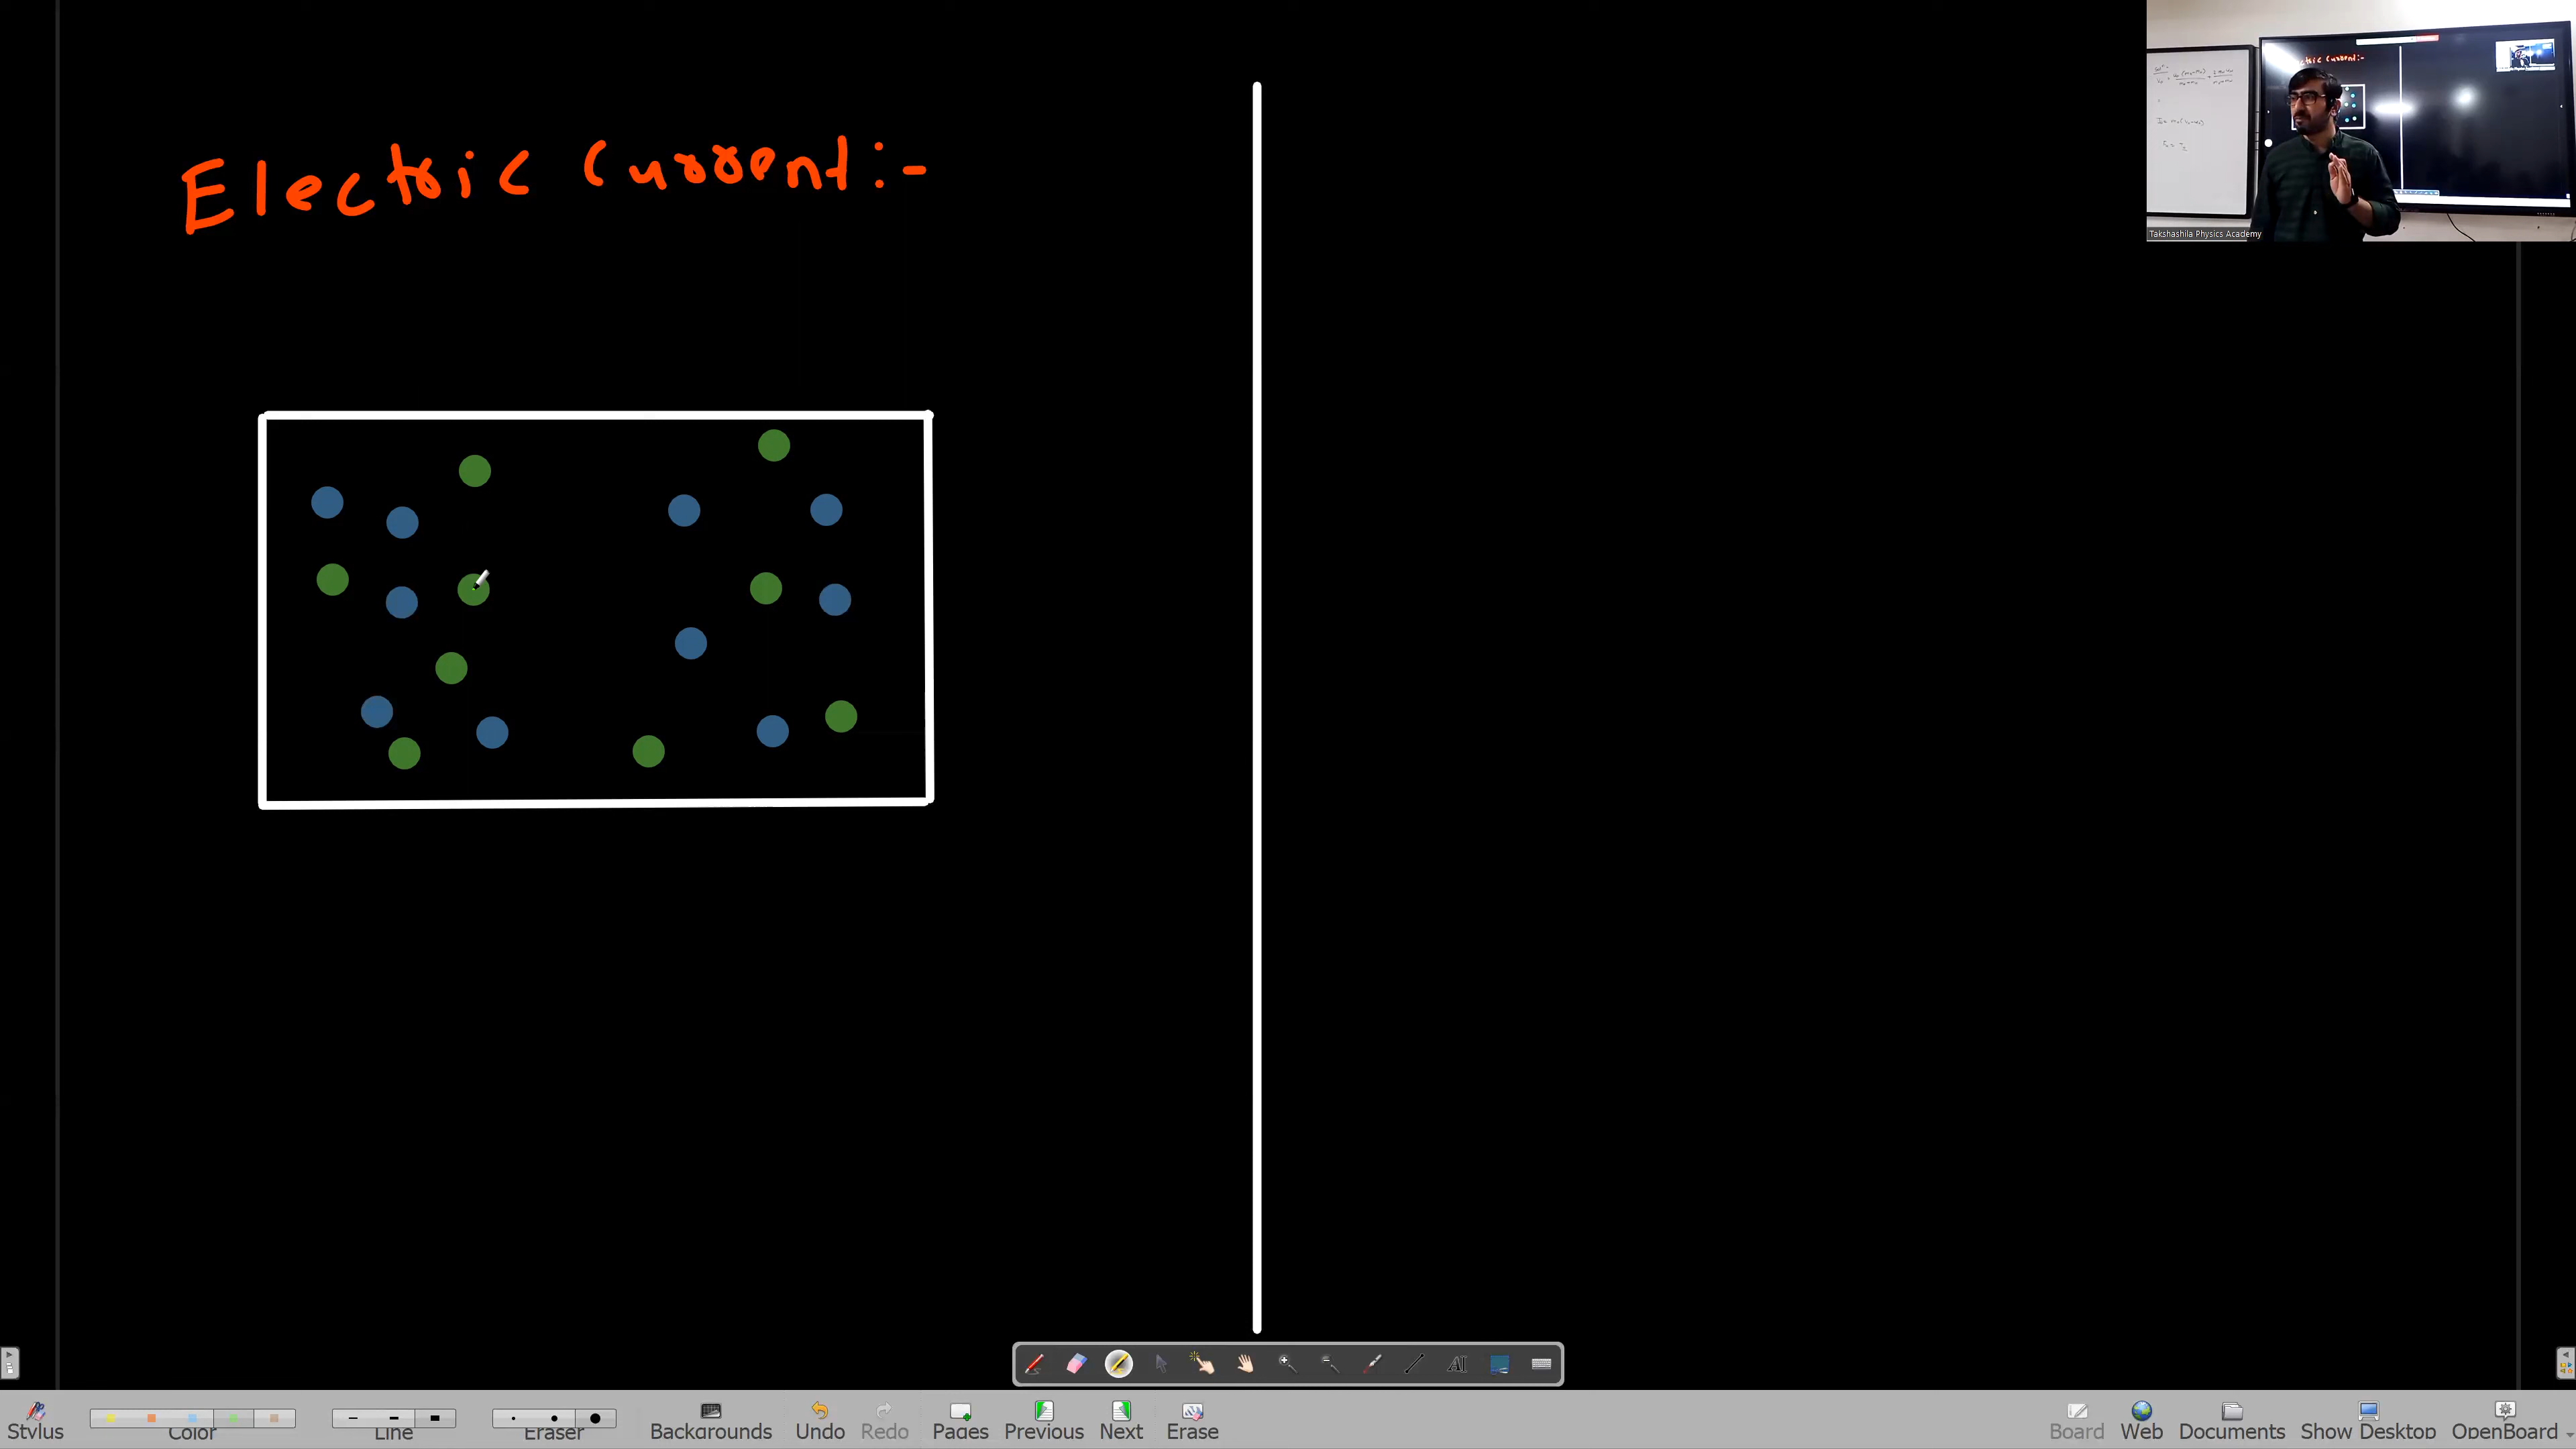 Electric Current:-
Takshashila Physics Academy
Stylus
Color
Line
Eraser
Backgrounds
Undo
Redo
Pages
Previous
Next
Erase
Board
Web
Documents
Show Desktop
OpenBoard